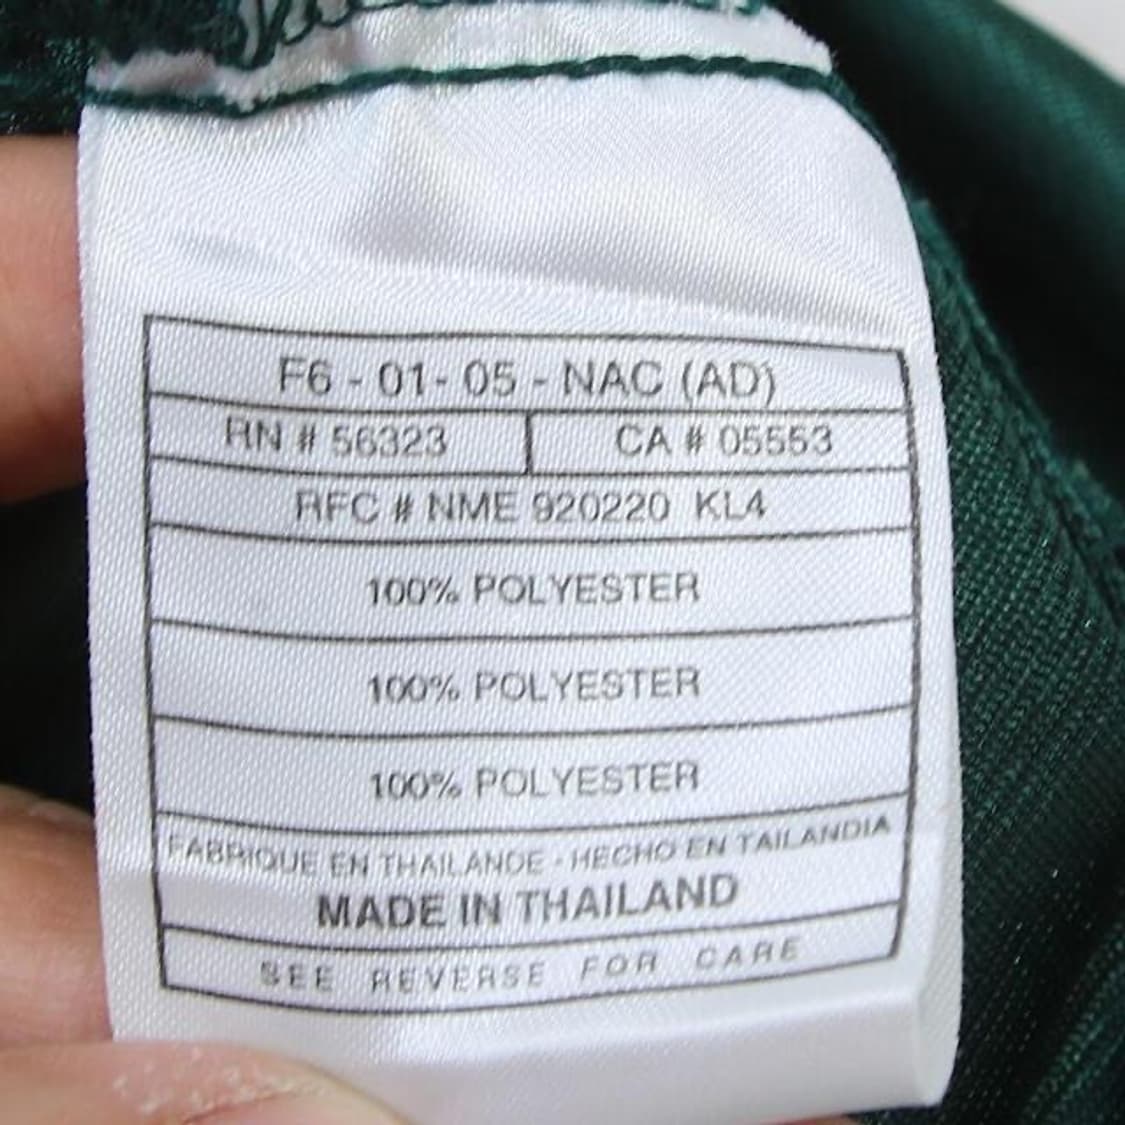 F6 - 01- 05 - NAC (AD)
RN # 56323 CA # 05553
RFC # NME 920220 KL4
100% POLYESTER
100% POLYESTER
100% POLYESTER
FABRIQUE EN THAILANDE - HECHO EN TAILANDIA
MADE IN THAILAND
SEE REVERSE FOR CARE